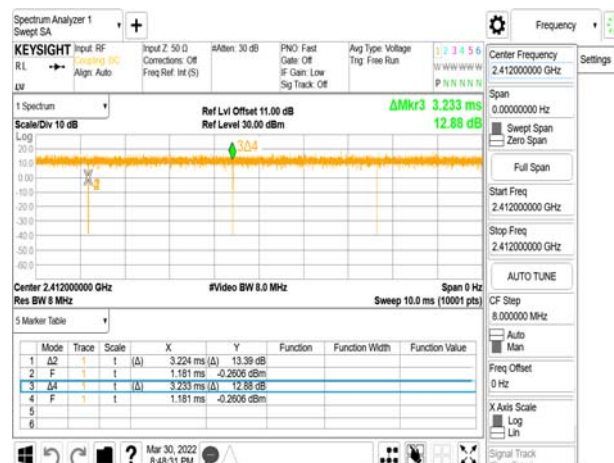 Spectrum Analyzer 1
Swept SA
Frequency
KEYSIGHT
RL
Input: RF
Coupling: DC
Align: Auto
Input Z: 50 Ω
Corrections: Off
Freq Ref: Int (S)
#Atten: 30 dB
PNO: Fast
Gate: Off
IF Gain: Low
Sig Track: Off
Avg Type: Voltage
Trig: Free Run
1 2 3 4 5 6
W W W W W W
P N N N N N
1 Spectrum
Scale/Div 10 dB
Log
Ref Lvl Offset 11.00 dB
Ref Level 30.00 dBm
ΔMkr3 3.233 ms
12.88 dB
20.0
10.0
0.00
-10.0
-20.0
-30.0
-40.0
-50.0
-60.0
3Δ4
X2
Center 2.412000000 GHz
Res BW 8 MHz
#Video BW 8.0 MHz
Span 0 Hz
Sweep 10.0 ms (10001 pts)
5 Marker Table
Mode Trace Scale X Y Function Function Width Function Value
1 Δ2 1 t (Δ) 3.224 ms (Δ) 13.39 dB
2 F 1 t 1.181 ms -0.2606 dBm
3 Δ4 1 t (Δ) 3.233 ms (Δ) 12.88 dB
4 F 1 t 1.181 ms -0.2606 dBm
5
6
Mar 30, 2022
8:48:31 PM
Center Frequency
2.412000000 GHz
Settings
Span
0.00000000 Hz
Swept Span
Zero Span
Full Span
Start Freq
2.412000000 GHz
Stop Freq
2.412000000 GHz
AUTO TUNE
CF Step
8.000000 MHz
Auto
Man
Freq Offset
0 Hz
X Axis Scale
Log
Lin
Signal Track